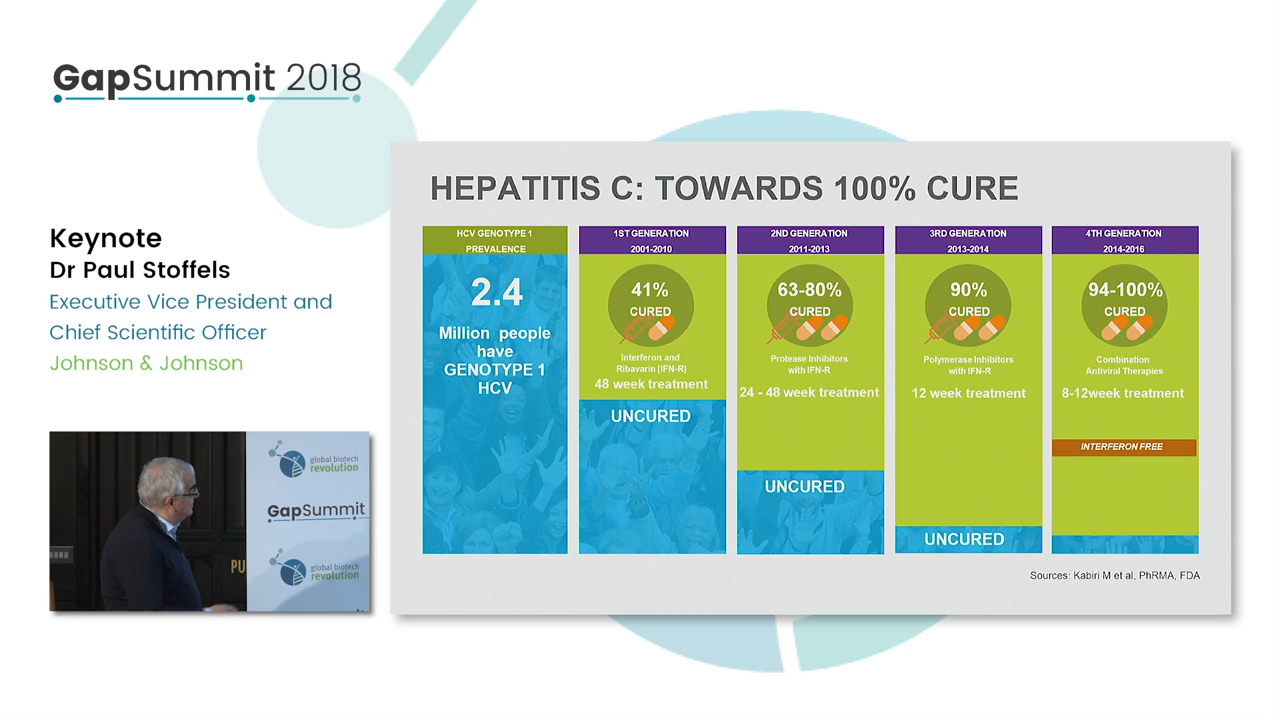 GapSummit 2018
Keynote
Dr Paul Stoffels
Executive Vice President and
Chief Scientific Officer
Johnson & Johnson
HEPATITIS C: TOWARDS 100% CURE
HCV GENOTYPE 1
PREVALENCE
2.4
Million people
have
GENOTYPE 1
HCV
1ST GENERATION
2001-2010
41%
CURED
Interferon and
Ribavarin (IFN-R)
48 week treatment
UNCURED
2ND GENERATION
2011-2013
63-80%
CURED
Protease Inhibitors
with IFN-R
24 - 48 week treatment
UNCURED
3RD GENERATION
2013-2014
90%
CURED
Polymerase Inhibitors
with IFN-R
12 week treatment
UNCURED
4TH GENERATION
2014-2016
94-100%
CURED
Combination
Antiviral Therapies
8-12week treatment
INTERFERON FREE
Sources: Kabiri M et al, PhRMA, FDA
global biotech
revolution
GapSummit
global biotech
revolution
PU